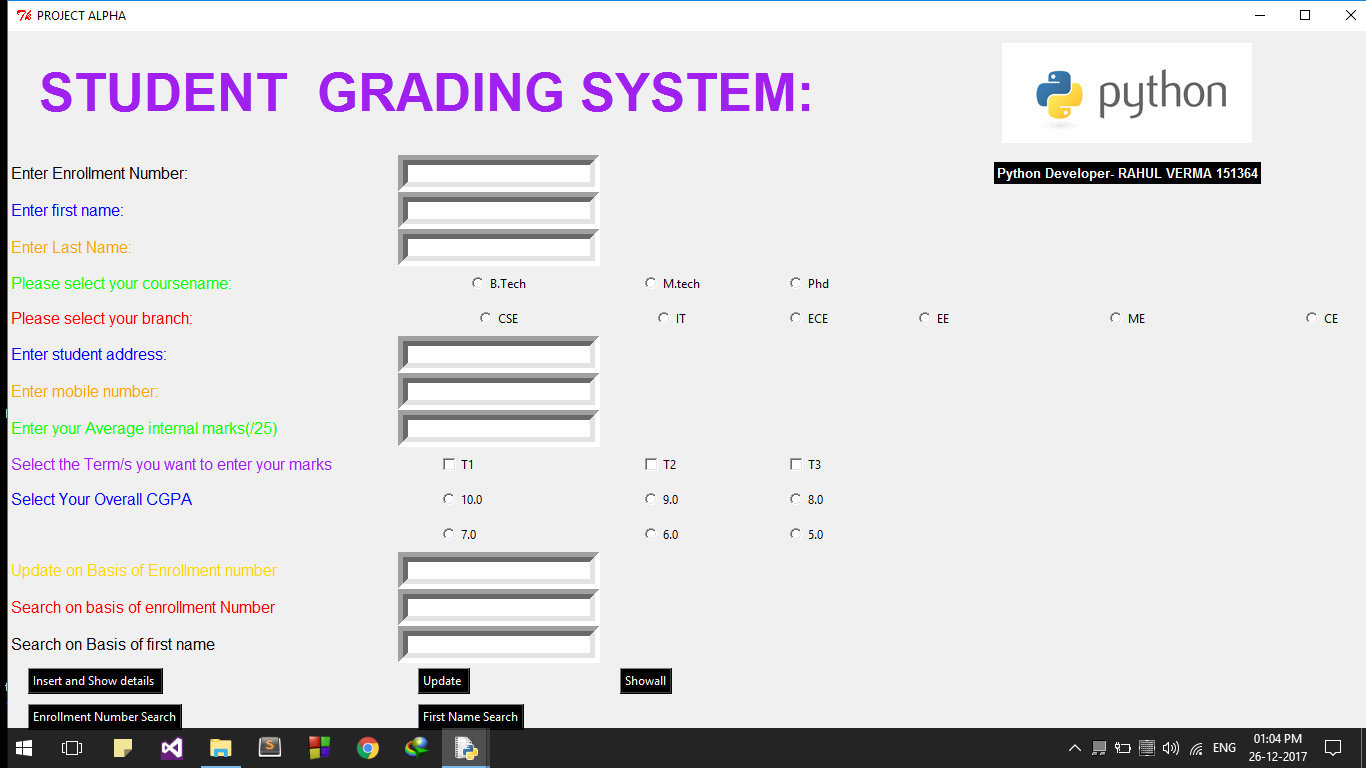 PROJECT ALPHA
STUDENT GRADING SYSTEM:
python
Python Developer- RAHUL VERMA 151364
Enter Enrollment Number:
Enter first name:
Enter Last Name:
Please select your coursename: B.Tech M.tech Phd
Please select your branch: CSE IT ECE EE ME CE
Enter student address:
Enter mobile number:
Enter your Average internal marks(/25)
Select the Term/s you want to enter your marks T1 T2 T3
Select Your Overall CGPA 10.0 9.0 8.0
7.0 6.0 5.0
Update on Basis of Enrollment number
Search on basis of enrollment Number
Search on Basis of first name
Insert and Show details Update Showall
Enrollment Number Search First Name Search
ENG
01:04 PM
26-12-2017